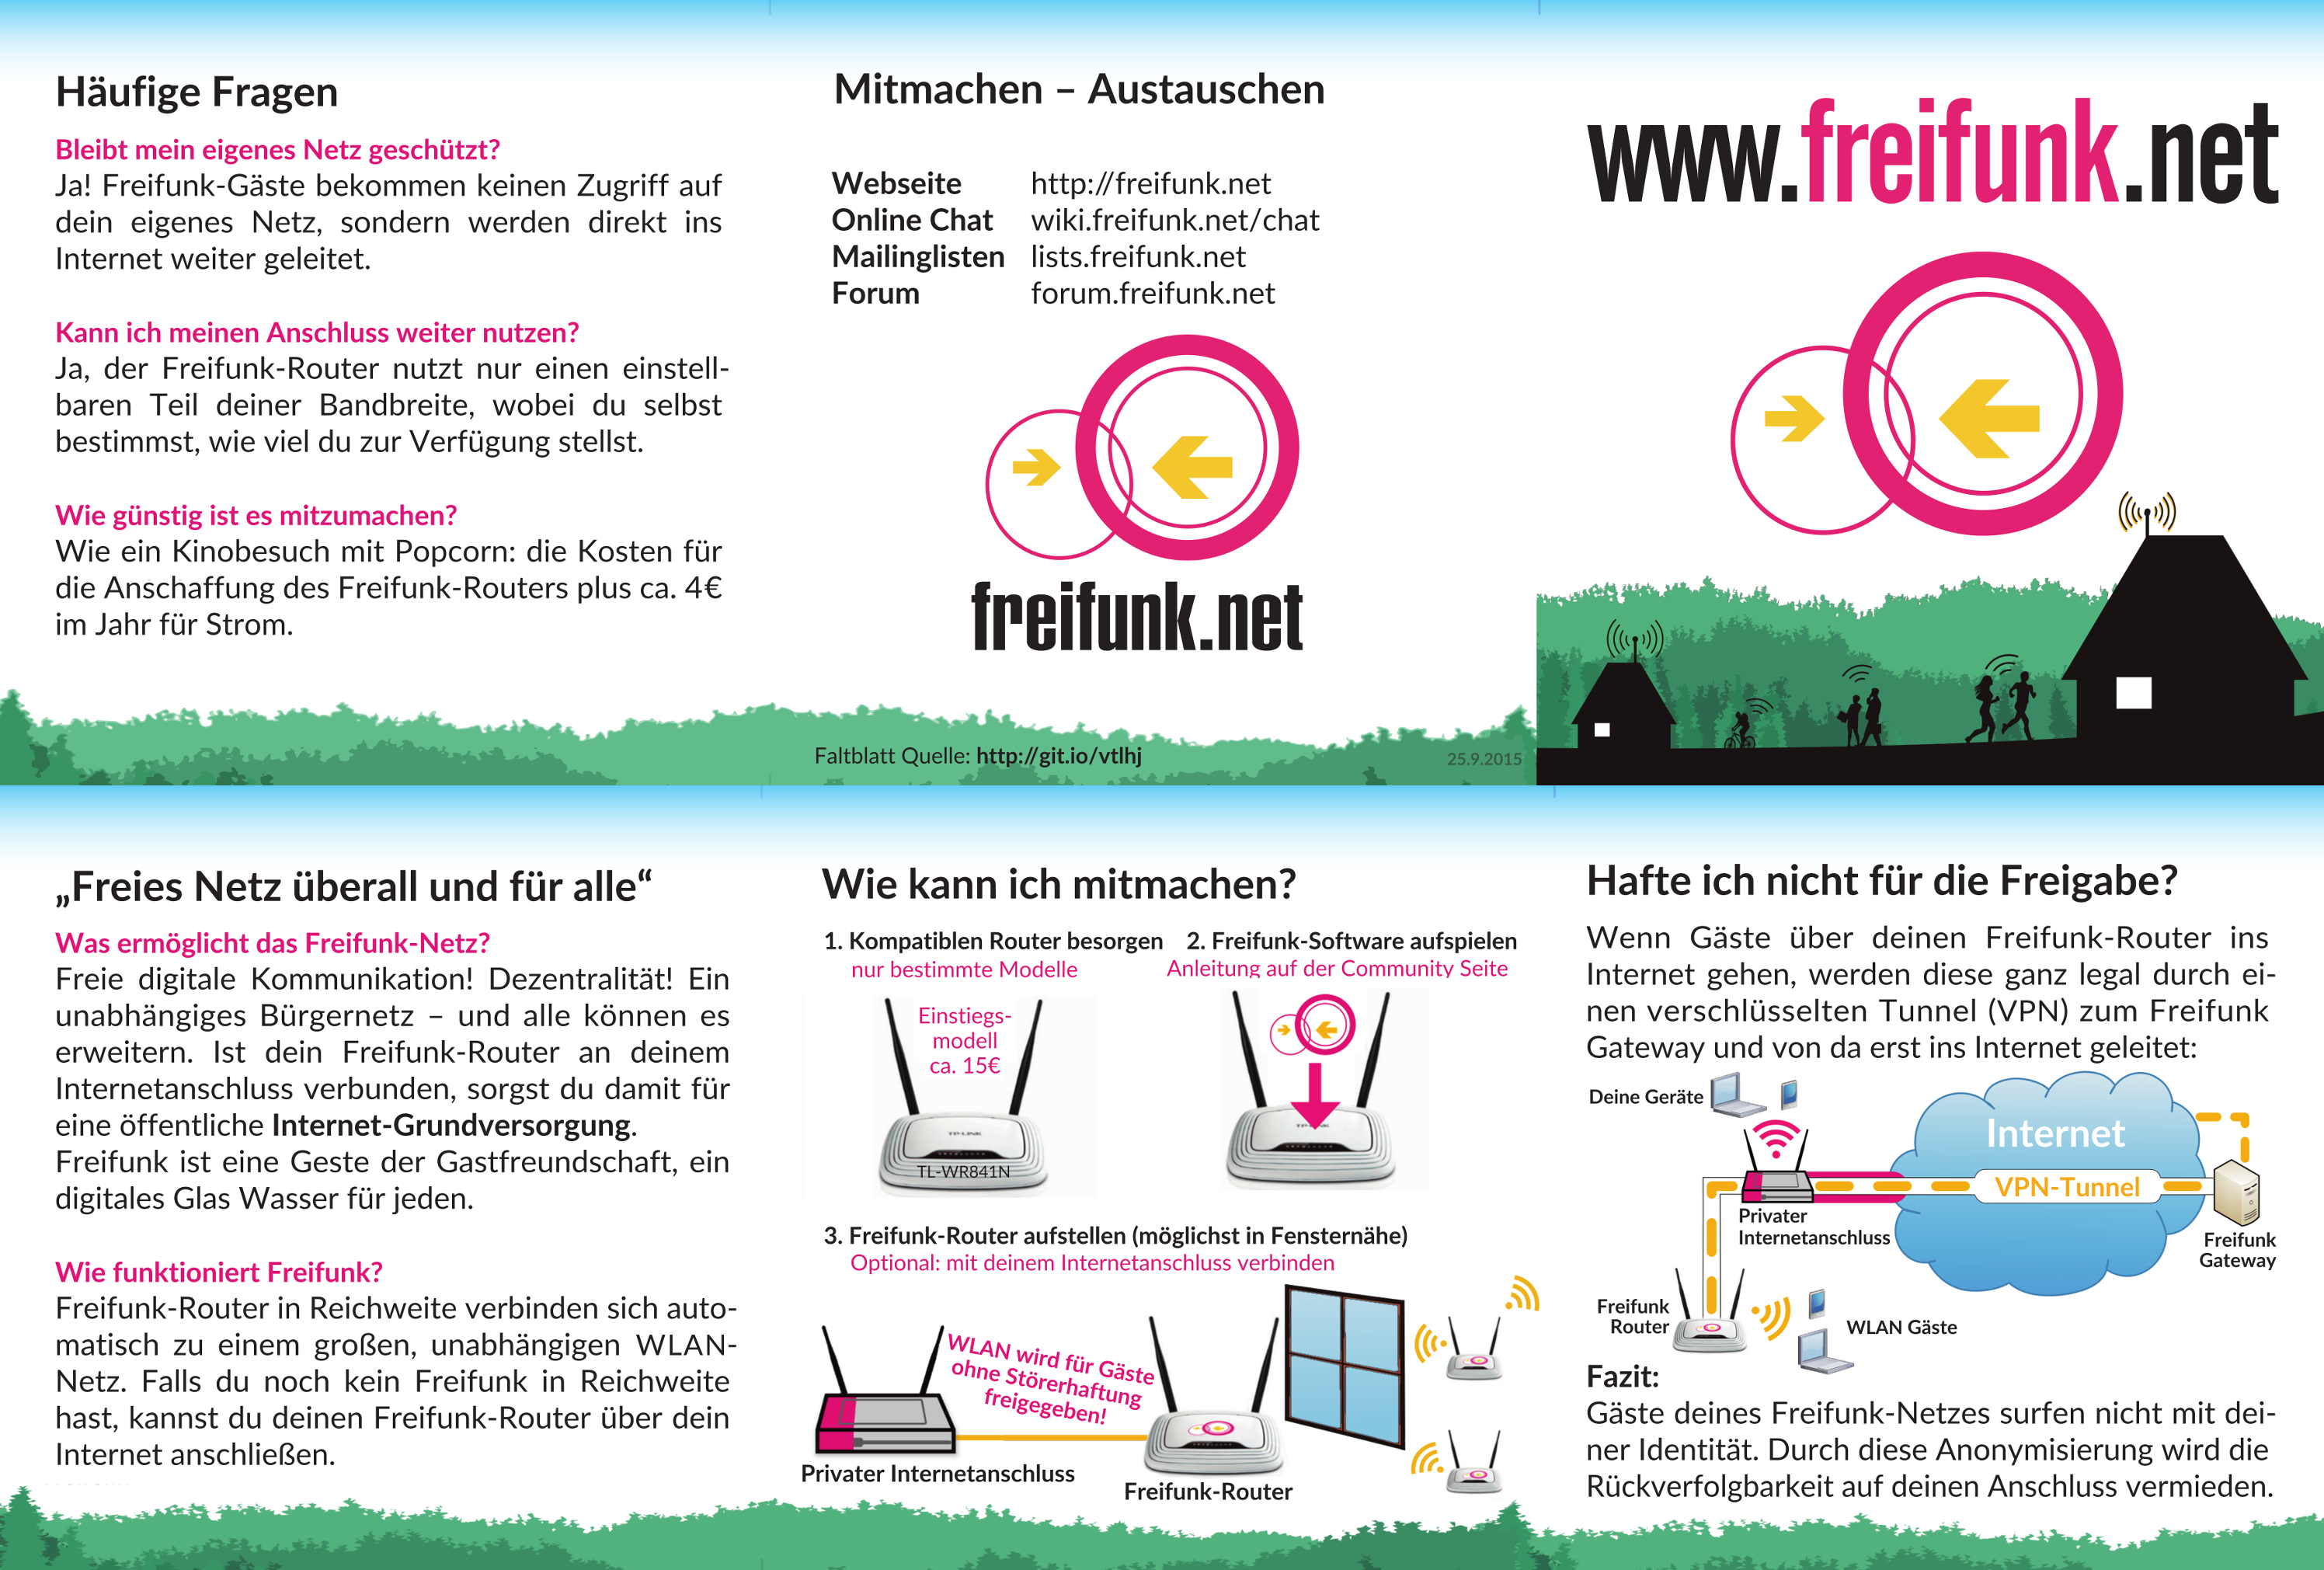 Häufige Fragen
Bleibt mein eigenes Netz geschützt?
Ja! Freifunk-Gäste bekommen keinen Zugriff auf
dein eigenes Netz, sondern werden direkt ins
Internet weiter geleitet.
Kann ich meinen Anschluss weiter nutzen?
Ja, der Freifunk-Router nutzt nur einen einstell-
baren Teil deiner Bandbreite, wobei du selbst
bestimmst, wie viel du zur Verfügung stellst.
Wie günstig ist es mitzumachen?
Wie ein Kinobesuch mit Popcorn: die Kosten für
die Anschaffung des Freifunk-Routers plus ca. 4€
im Jahr für Strom.
Mitmachen – Austauschen
Webseite http://freifunk.net
Online Chat wiki.freifunk.net/chat
Mailinglisten lists.freifunk.net
Forum forum.freifunk.net
freifunk.net
Faltblatt Quelle: http://git.io/vtlhj
25.9.2015
www.freifunk.net
„Freies Netz überall und für alle“
Was ermöglicht das Freifunk-Netz?
Freie digitale Kommunikation! Dezentralität! Ein
unabhängiges Bürgernetz – und alle können es
erweitern. Ist dein Freifunk-Router an deinem
Internetanschluss verbunden, sorgst du damit für
eine öffentliche Internet-Grundversorgung.
Freifunk ist eine Geste der Gastfreundschaft, ein
digitales Glas Wasser für jeden.
Wie funktioniert Freifunk?
Freifunk-Router in Reichweite verbinden sich auto-
matisch zu einem großen, unabhängigen WLAN-
Netz. Falls du noch kein Freifunk in Reichweite
hast, kannst du deinen Freifunk-Router über dein
Internet anschließen.
Wie kann ich mitmachen?
1. Kompatiblen Router besorgen
nur bestimmte Modelle
Einstiegs-
modell
ca. 15€
TP-LINK
TL-WR841N
2. Freifunk-Software aufspielen
Anleitung auf der Community Seite
TP-LINK
3. Freifunk-Router aufstellen (möglichst in Fensternähe)
Optional: mit deinem Internetanschluss verbinden
WLAN wird für Gäste
ohne Störerhaftung
freigegeben!
Privater Internetanschluss
Freifunk-Router
Hafte ich nicht für die Freigabe?
Wenn Gäste über deinen Freifunk-Router ins
Internet gehen, werden diese ganz legal durch ei-
nen verschlüsselten Tunnel (VPN) zum Freifunk
Gateway und von da erst ins Internet geleitet:
Deine Geräte
Internet
VPN-Tunnel
Privater
Internetanschluss
Freifunk
Gateway
Freifunk
Router
WLAN Gäste
Fazit:
Gäste deines Freifunk-Netzes surfen nicht mit dei-
ner Identität. Durch diese Anonymisierung wird die
Rückverfolgbarkeit auf deinen Anschluss vermieden.